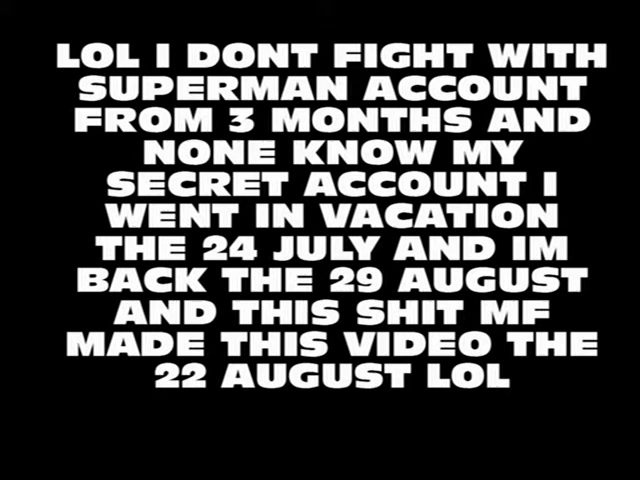 LOL I DONT FIGHT WITH
SUPERMAN ACCOUNT
FROM 3 MONTHS AND
NONE KNOW MY
SECRET ACCOUNT I
WENT IN VACATION
THE 24 JULY AND IM
BACK THE 29 AUGUST
AND THIS SHIT MF
MADE THIS VIDEO THE
22 AUGUST LOL